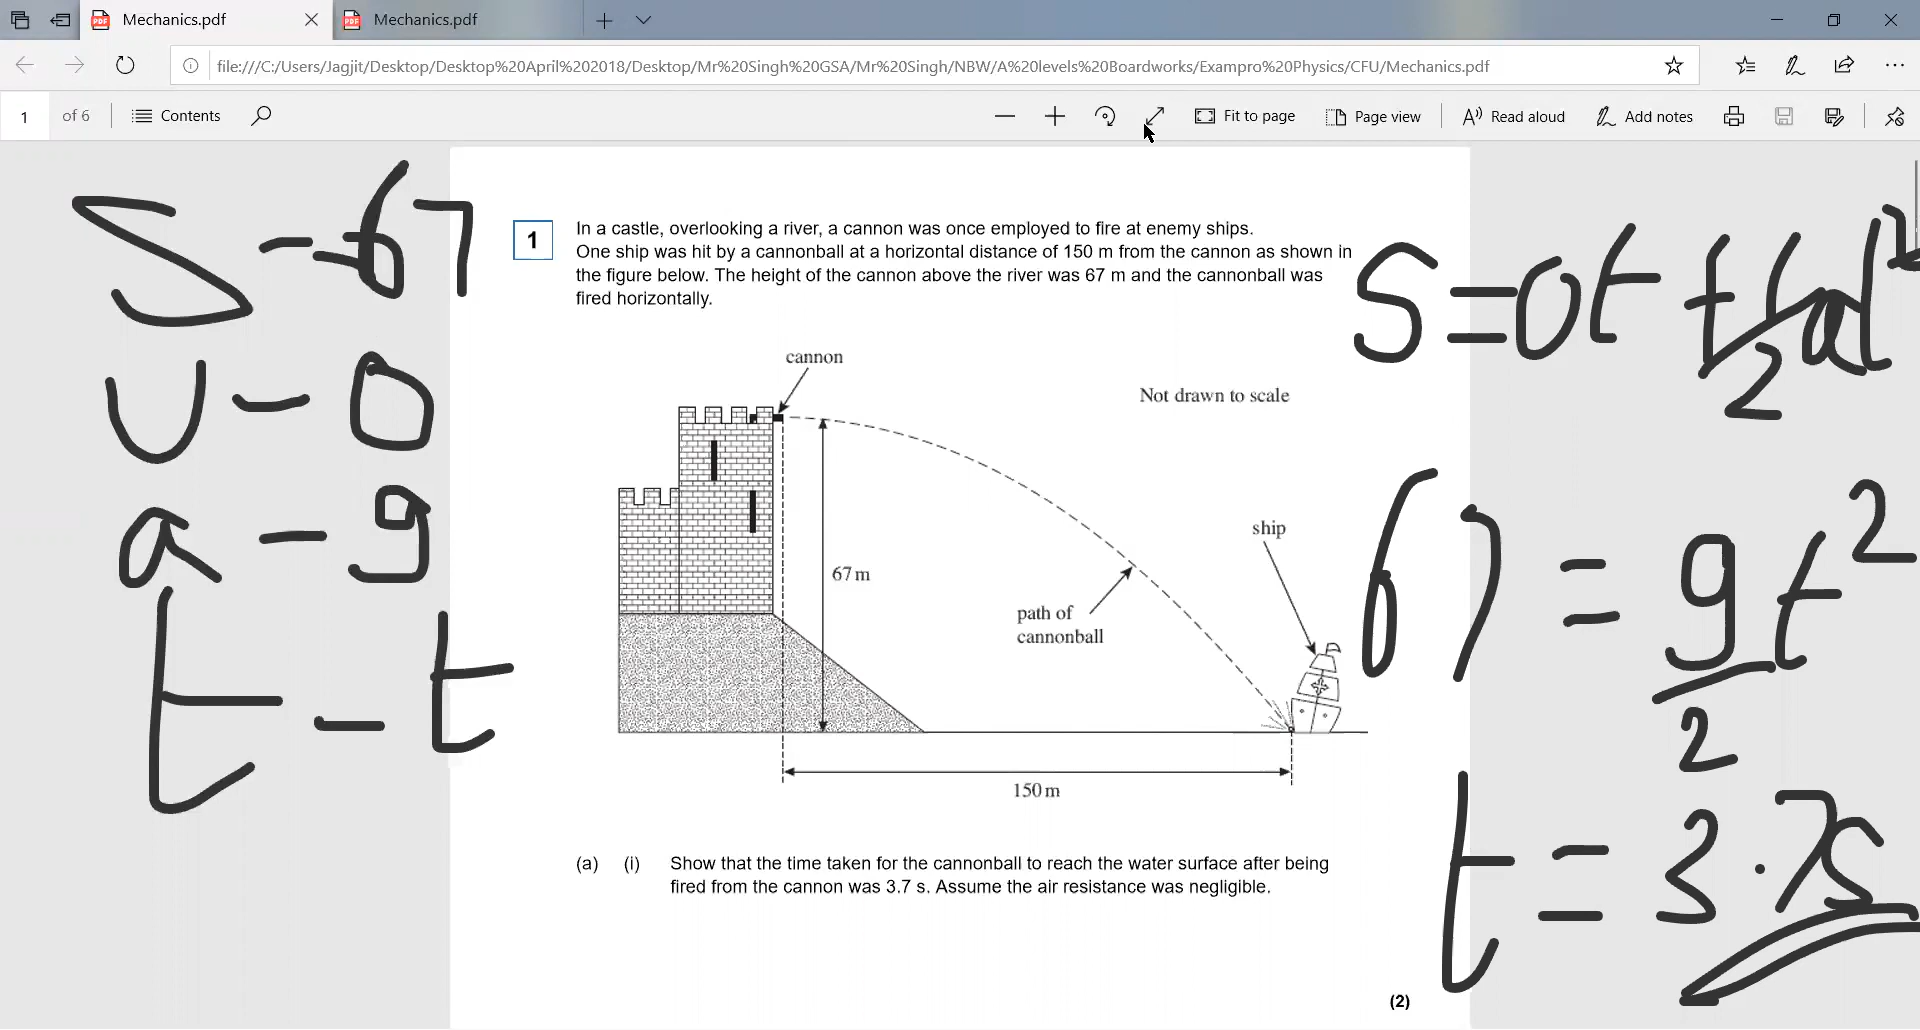 Mechanics.pdf
Mechanics.pdf
file:///C:/Users/Jagjit/Desktop/Desktop%20April%202018/Desktop/Mr%20Singh%20GSA/Mr%20Singh/NBW/A%20levels%20Boardworks/Exampro%20Physics/CFU/Mechanics.pdf
1 of 6 Contents Fit to page Page view Read aloud Add notes
1 In a castle, overlooking a river, a cannon was once employed to fire at enemy ships.
One ship was hit by a cannonball at a horizontal distance of 150 m from the cannon as shown in
the figure below. The height of the cannon above the river was 67 m and the cannonball was
fired horizontally.
cannon
Not drawn to scale
ship
67 m
path of
cannonball
150 m
(a) (i) Show that the time taken for the cannonball to reach the water surface after being
fired from the cannon was 3.7 s. Assume the air resistance was negligible.
(2)
S - 67
U - 0
a - g
t - t
S = 0t + 1/2 at²
67 = g/2 t²
t = 3.7s